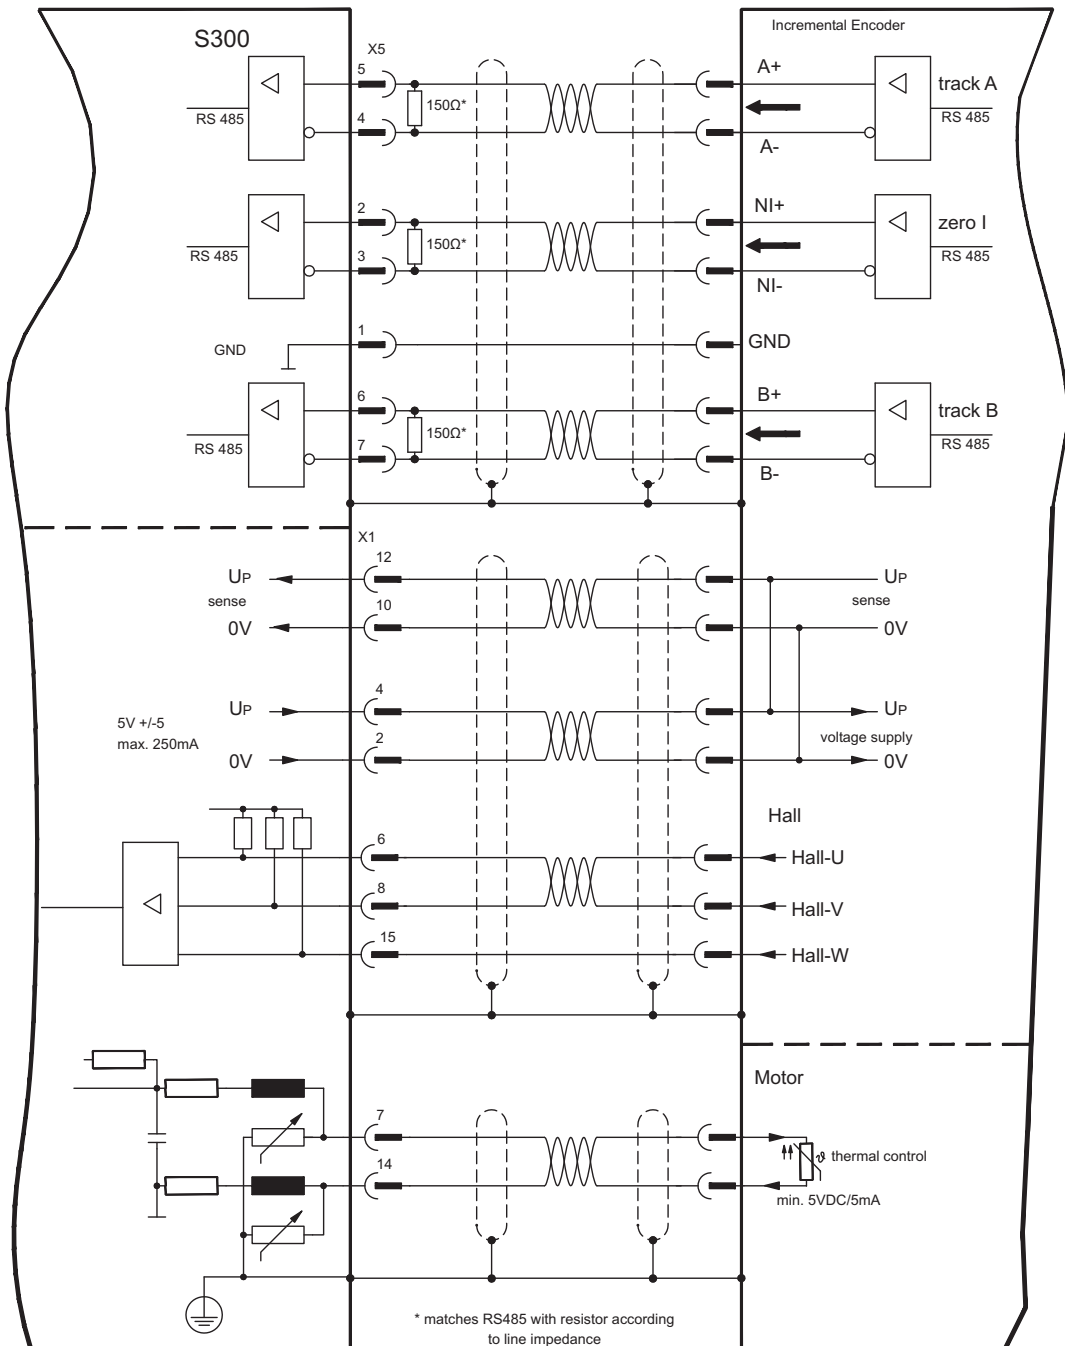 Incremental Encoder
S300
X5
5
A+
track A
150Ω*
RS 485
RS 485
4
A-
2
NI+
zero I
150Ω*
RS 485
RS 485
3
NI-
1
GND
GND
6
B+
track B
150Ω*
RS 485
RS 485
7
B-
X1
12
UP
UP
sense
sense
10
0V
0V
4
UP
UP
5V +/-5
max. 250mA
voltage supply
2
0V
0V
Hall
6
Hall-U
8
Hall-V
15
Hall-W
Motor
7
ϑ thermal control
14
min. 5VDC/5mA
* matches RS485 with resistor according
to line impedance